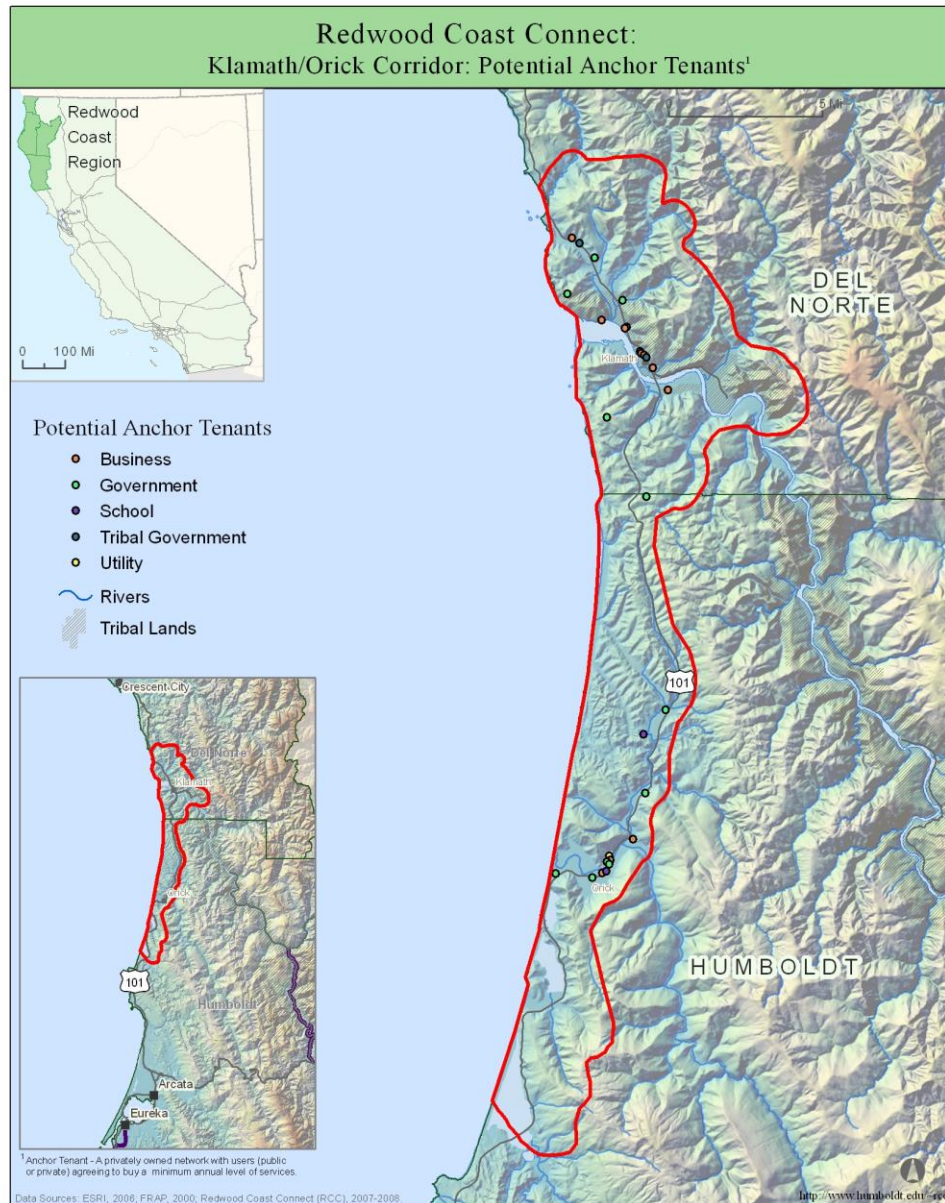 Redwood Coast Connect:
Klamath/Orick Corridor: Potential Anchor Tenants¹
Redwood
Coast
Region
0 100 Mi
0 5 Mi
DEL
NORTE
Klamath
Potential Anchor Tenants
Business
Government
School
Tribal Government
Utility
Rivers
Tribal Lands
101
Orick
HUMBOLDT
Crescent City
Del Norte
Klamath
Orick
101
Humboldt
Arcata
Eureka
¹ Anchor Tenant - A privately owned network with users (public
or private) agreeing to buy a minimum annual level of services.
Data Sources: ESRI, 2006; FRAP, 2000; Redwood Coast Connect (RCC), 2007-2008